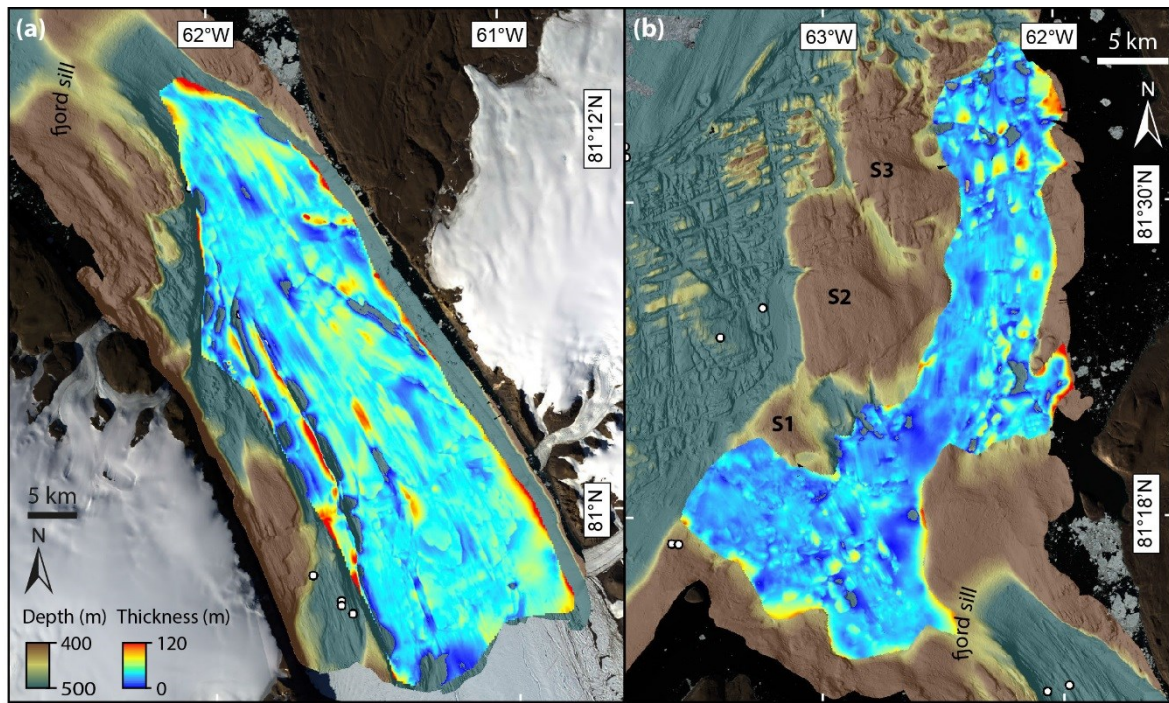 (a)
62°W
61°W
fjord sill
81°12'N
81°N
5 km
N
Depth (m)
400
500
Thickness (m)
120
0
(b)
63°W
62°W
5 km
N
S3
81°30'N
S2
S1
81°18'N
fjord sill